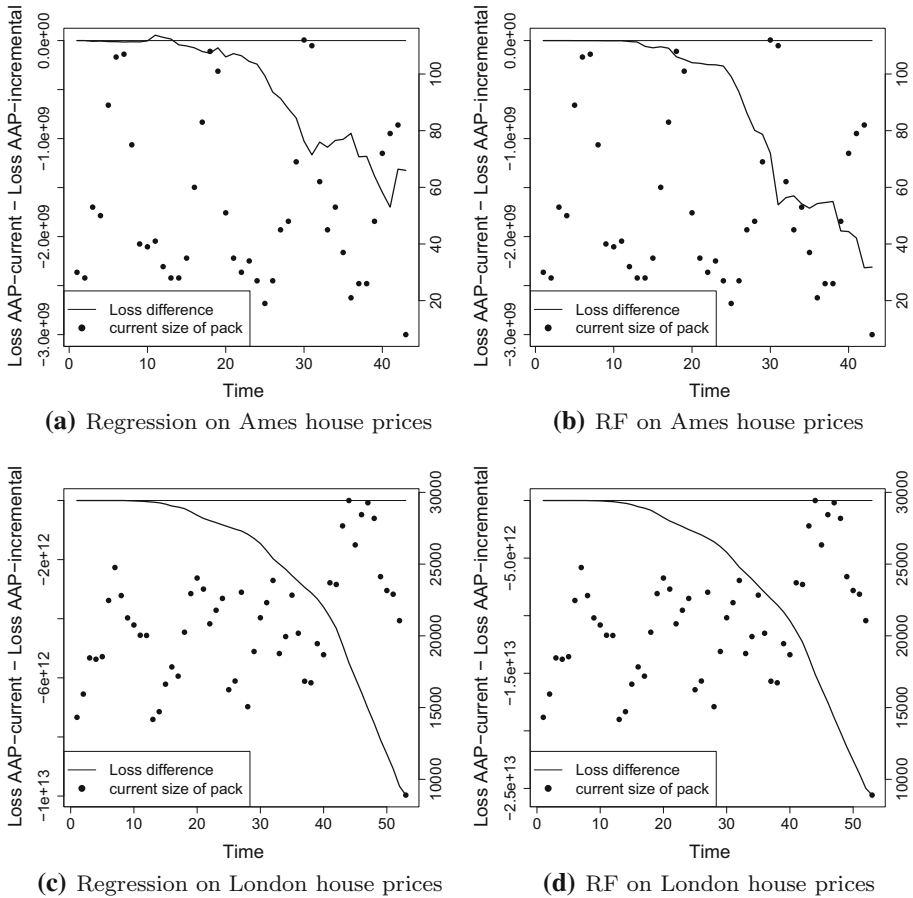 Loss AAP−current − Loss AAP−incremental
0.0e+00
−1.0e+09
−2.0e+09
−3.0e+09
100
80
60
40
20
Loss difference
current size of pack
0 10 20 30 40
Time
(a) Regression on Ames house prices
Loss AAP−current − Loss AAP−incremental
0.0e+00
−1.0e+09
−2.0e+09
−3.0e+09
100
80
60
40
20
Loss difference
current size of pack
0 10 20 30 40
Time
(b) RF on Ames house prices
Loss AAP−current − Loss AAP−incremental
−2e+12
−6e+12
−1e+13
30000
25000
20000
15000
10000
Loss difference
current size of pack
0 10 20 30 40 50
Time
(c) Regression on London house prices
Loss AAP−current − Loss AAP−incremental
−5.0e+12
−1.5e+13
−2.5e+13
30000
25000
20000
15000
10000
Loss difference
current size of pack
0 10 20 30 40 50
Time
(d) RF on London house prices